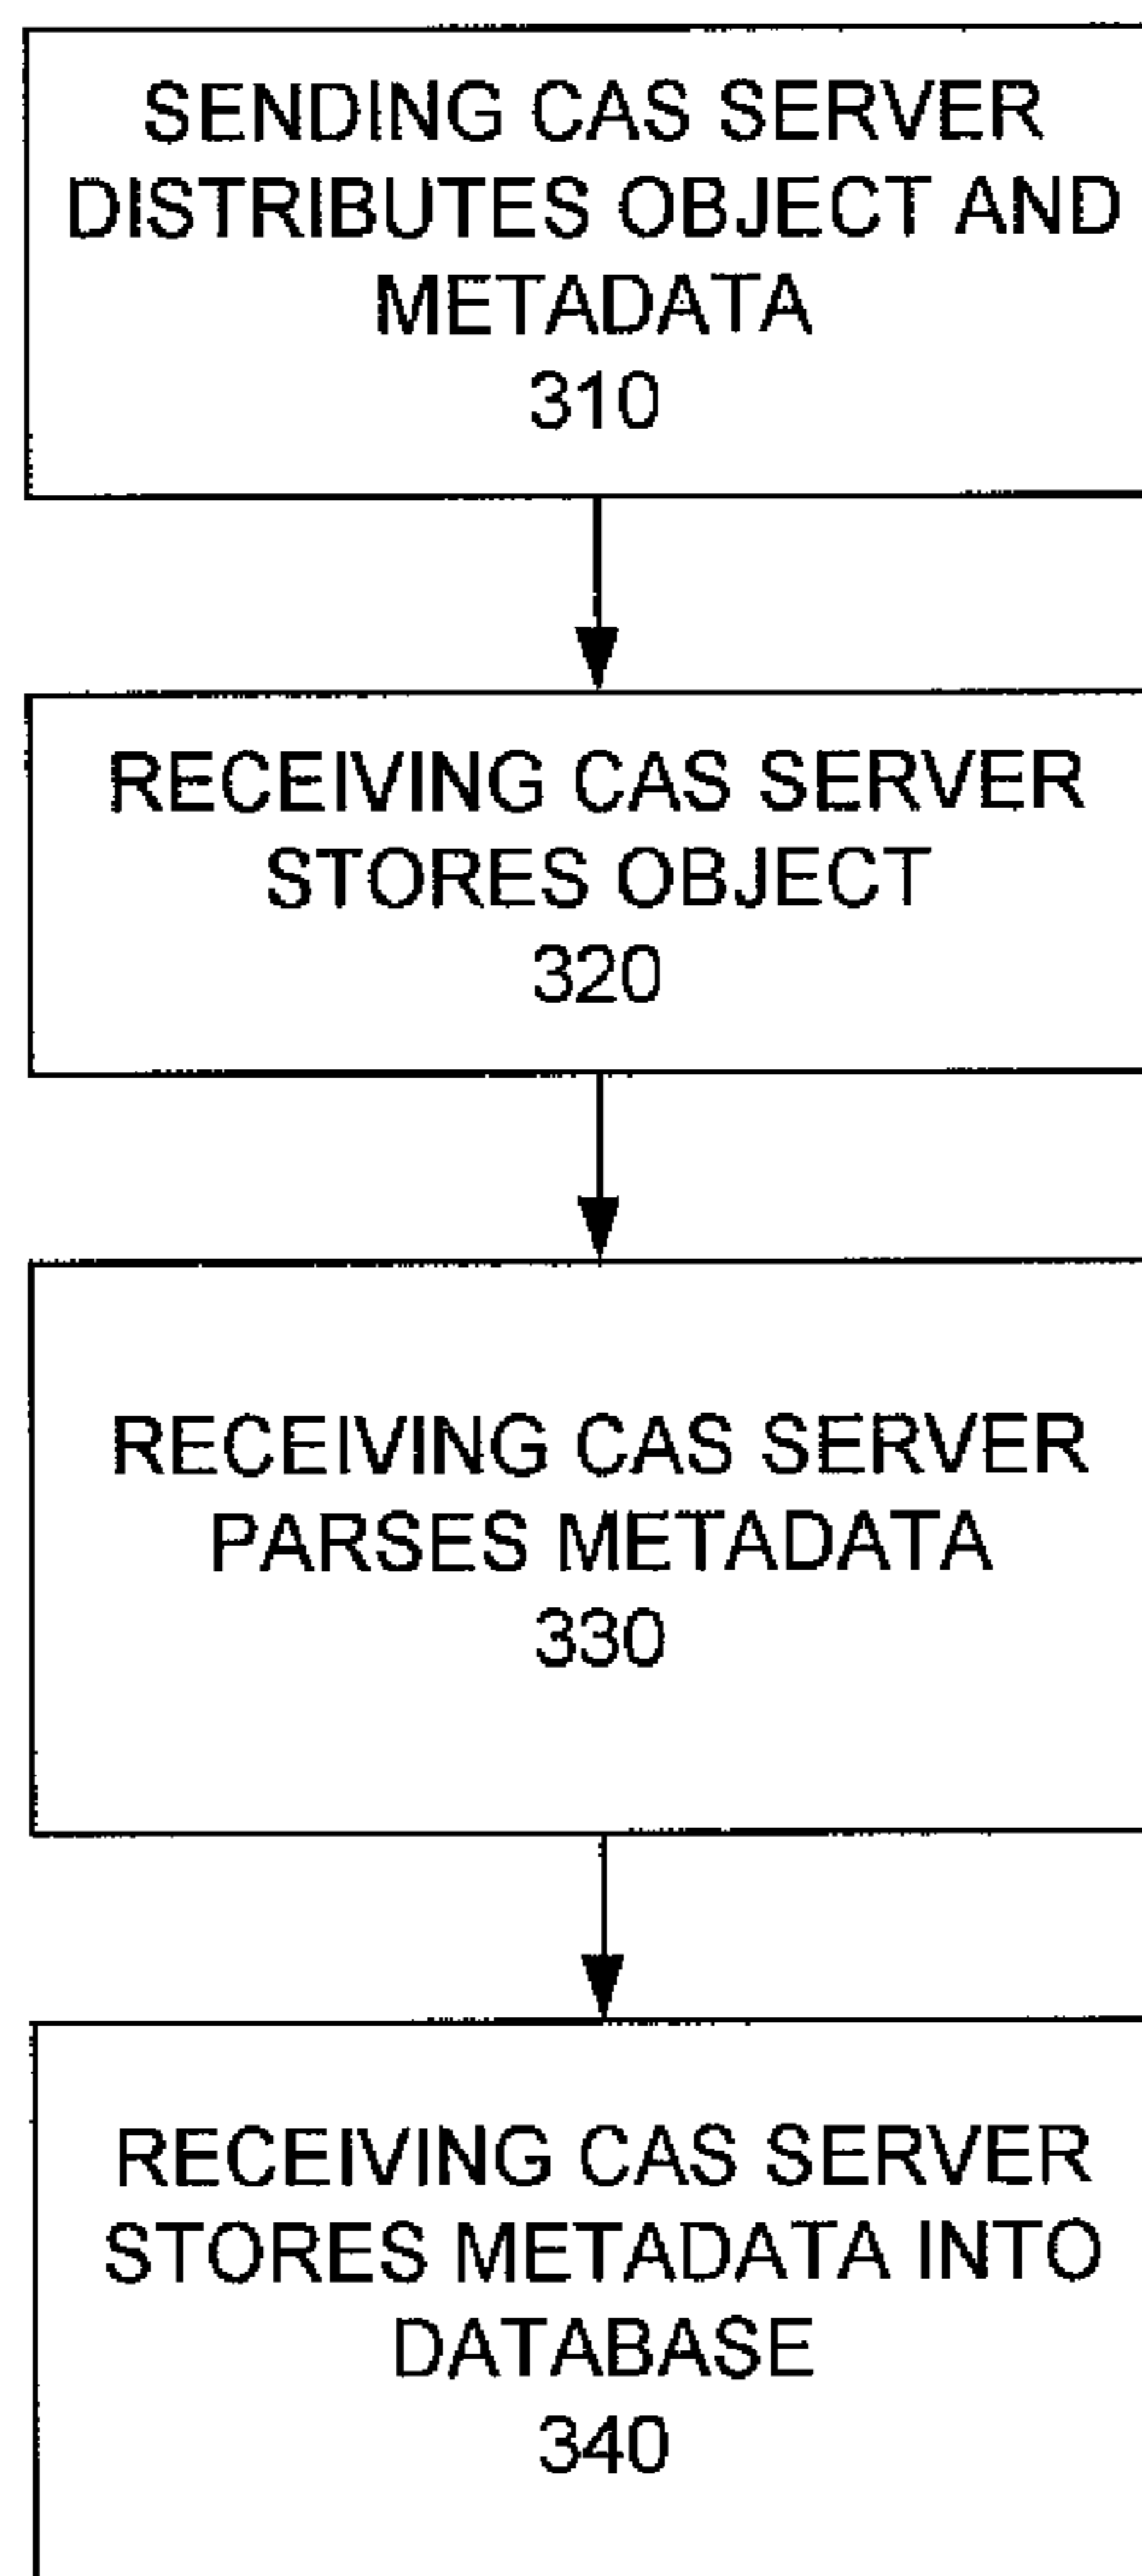 SENDING CAS SERVER
DISTRIBUTES OBJECT AND
METADATA
310
RECEIVING CAS SERVER
STORES OBJECT
320
RECEIVING CAS SERVER
PARSES METADATA
330
RECEIVING CAS SERVER
STORES METADATA INTO
DATABASE
340